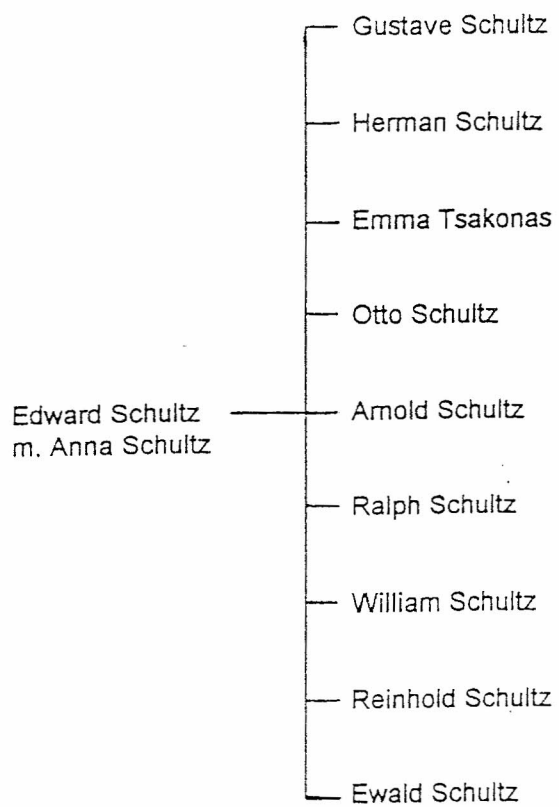 Gustave Schultz
Herman Schultz
Emma Tsakonas
Otto Schultz
Edward Schultz
m. Anna Schultz
Arnold Schultz
Ralph Schultz
William Schultz
Reinhold Schultz
Ewald Schultz